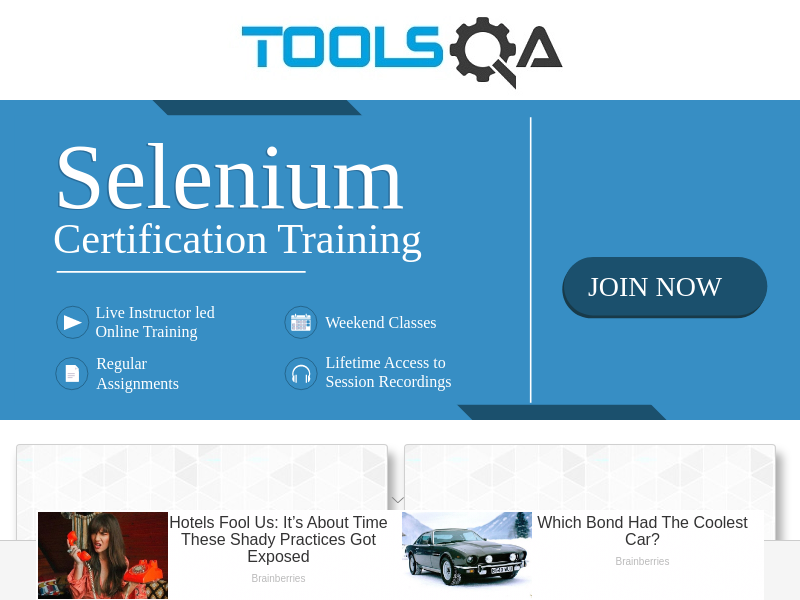 TOOLSQA
Selenium
Certification Training
JOIN NOW
Live Instructor led
Online Training
Weekend Classes
Regular
Assignments
Lifetime Access to
Session Recordings
Hotels Fool Us: It’s About Time
These Shady Practices Got
Exposed
Brainberries
Which Bond Had The Coolest
Car?
Brainberries